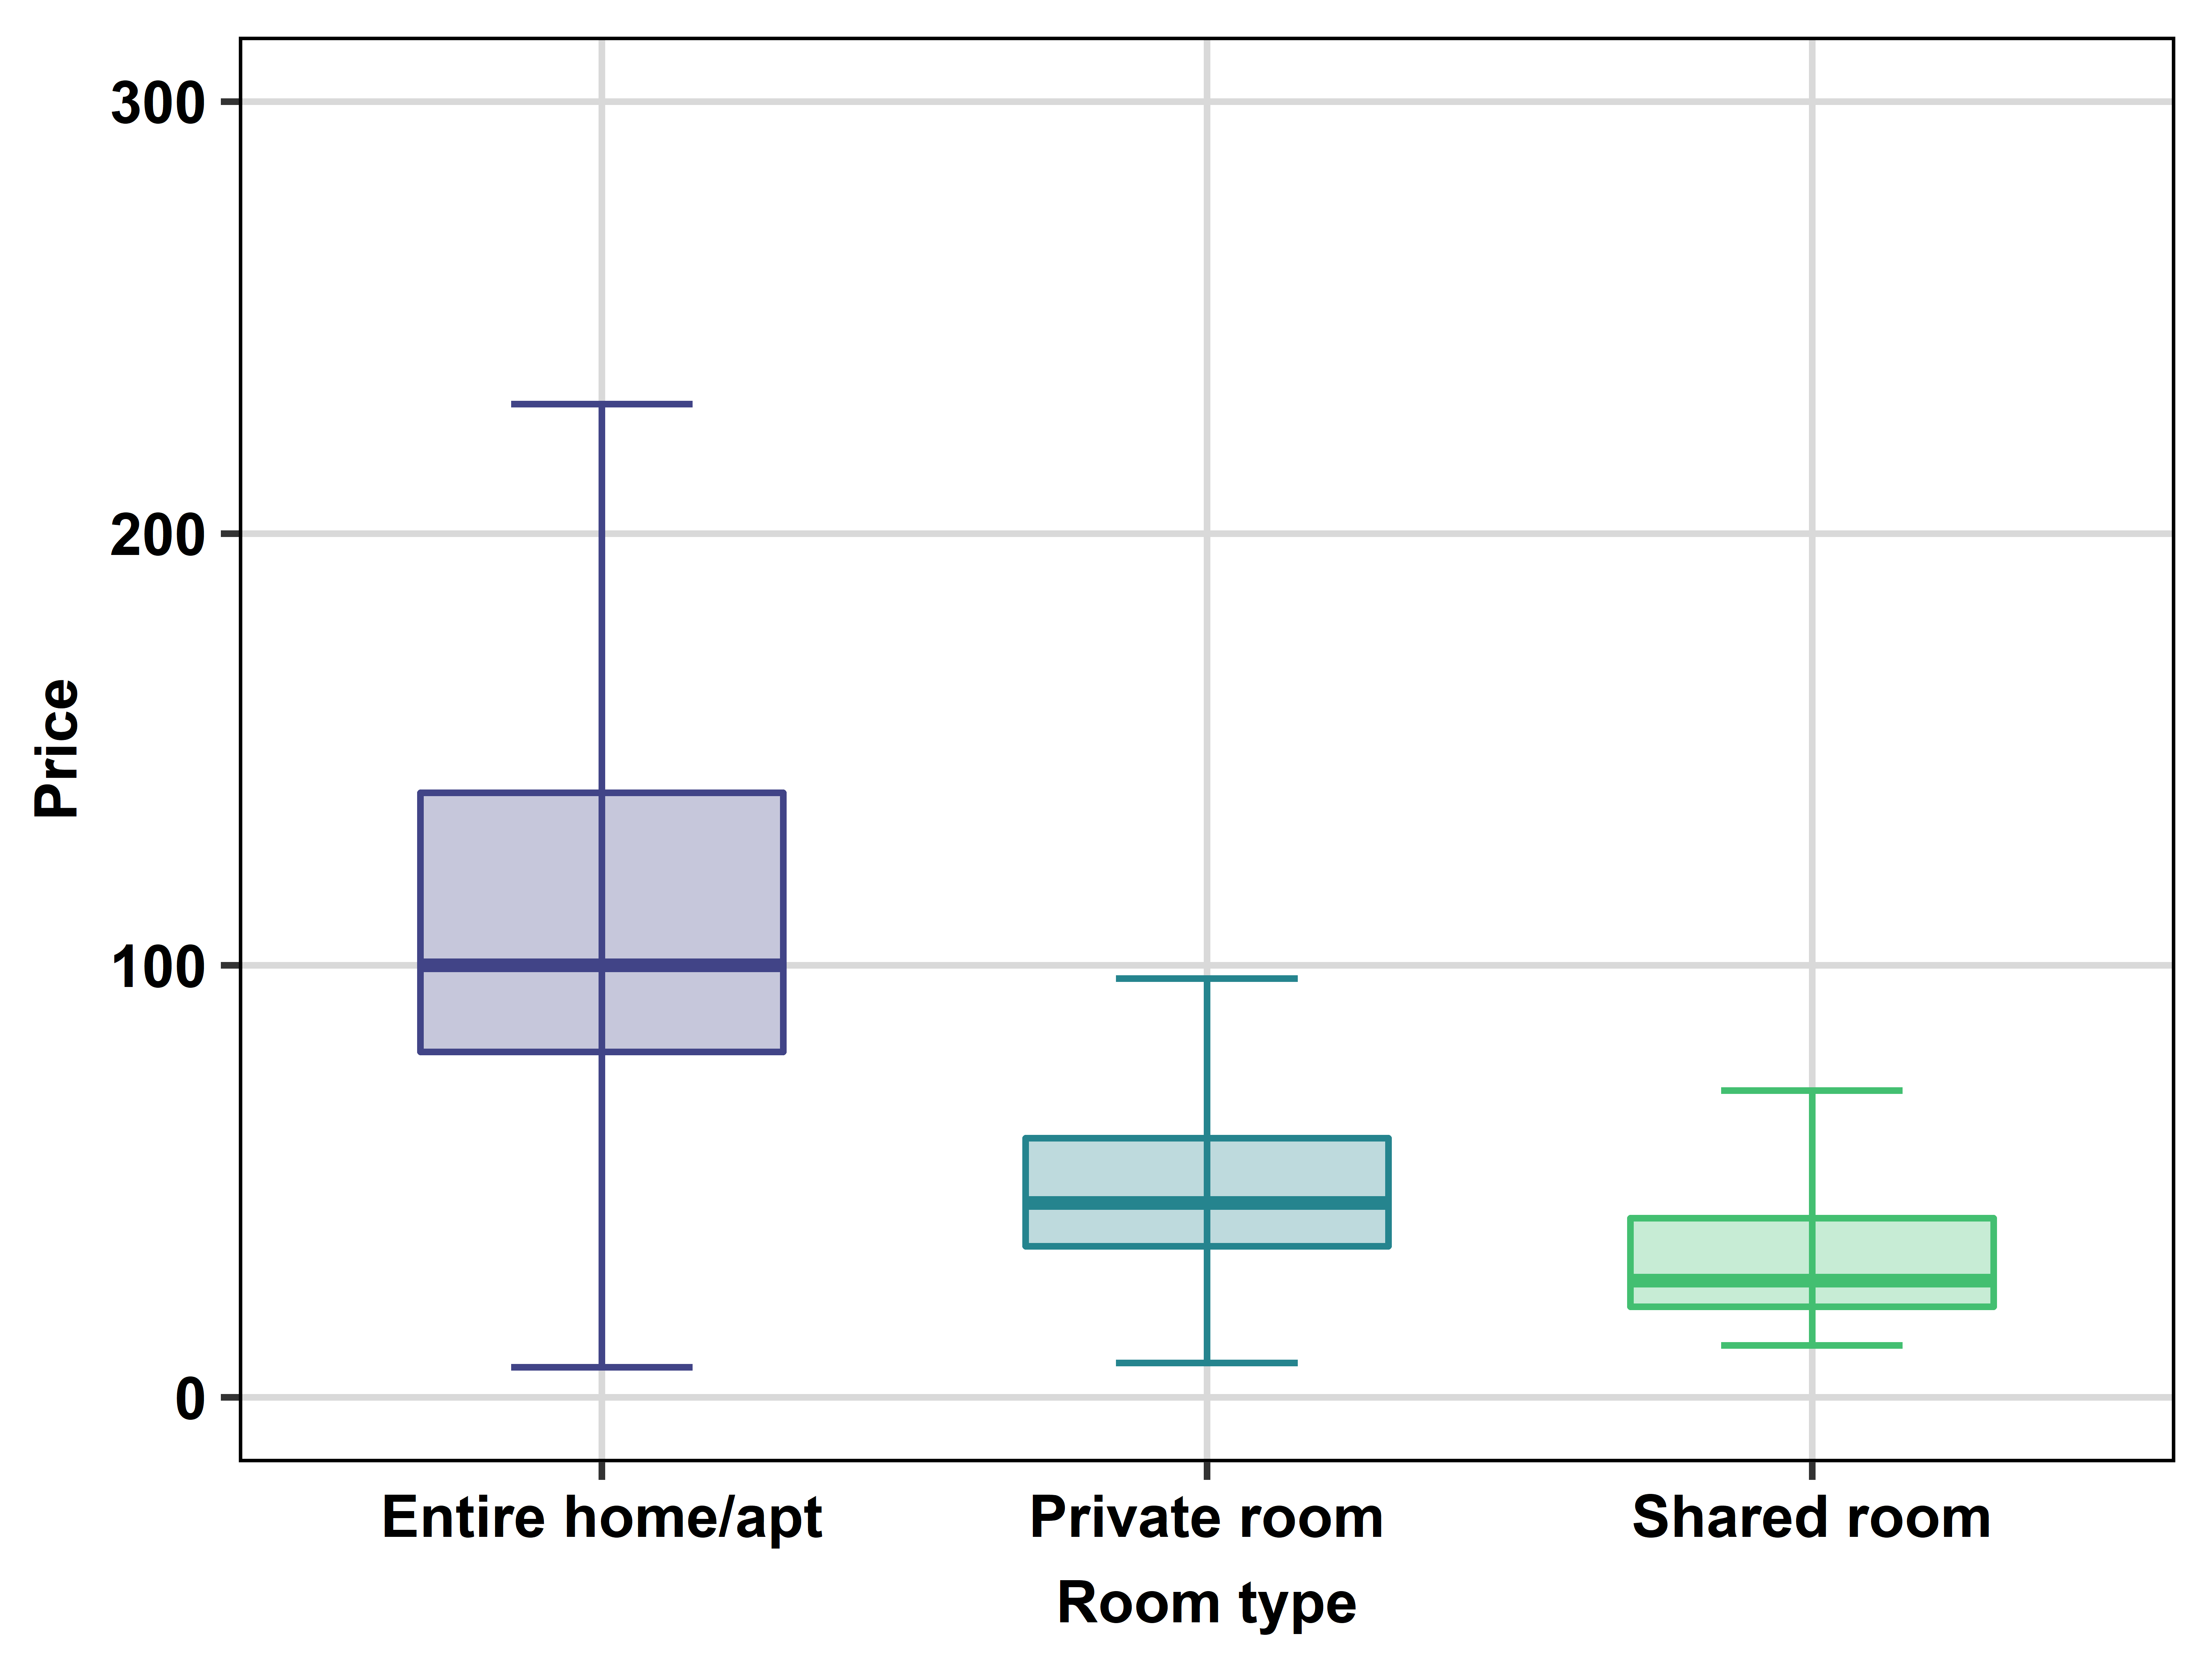 300
200
100
0
Price
Entire home/apt
Private room
Shared room
Room type